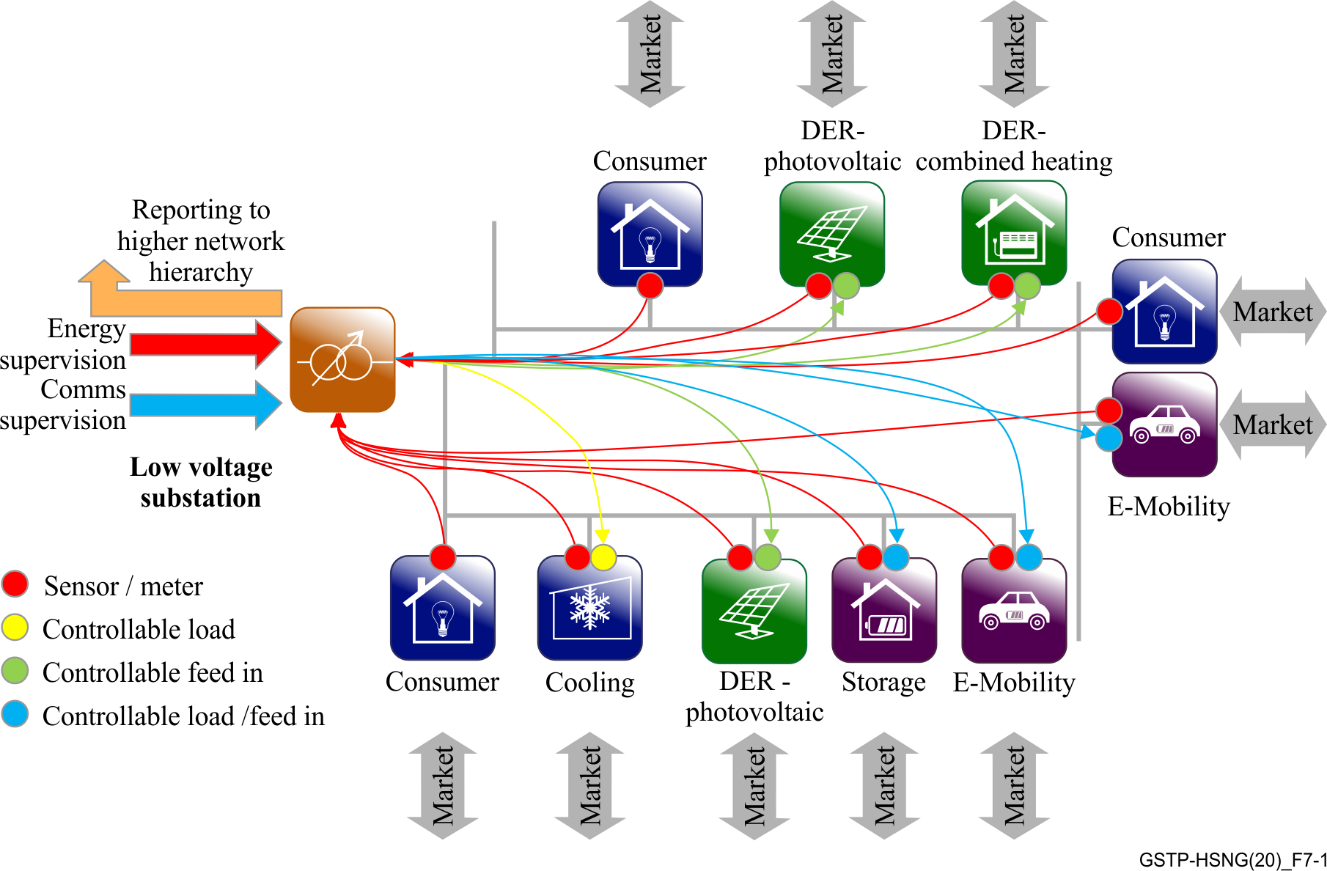 Market
Market
Market
DER-
photovoltaic
DER-
combined heating
Consumer
Reporting to
higher network
hierarchy
Consumer
Market
Energy
supervision
Comms
supervision
Market
Low voltage
substation
E-Mobility
Sensor / meter
Controllable load
Controllable feed in
Controllable load /feed in
Consumer
Cooling
DER -
photovoltaic
Storage
E-Mobility
Market
Market
Market
Market
Market
GSTP-HSNG(20)_F7-1